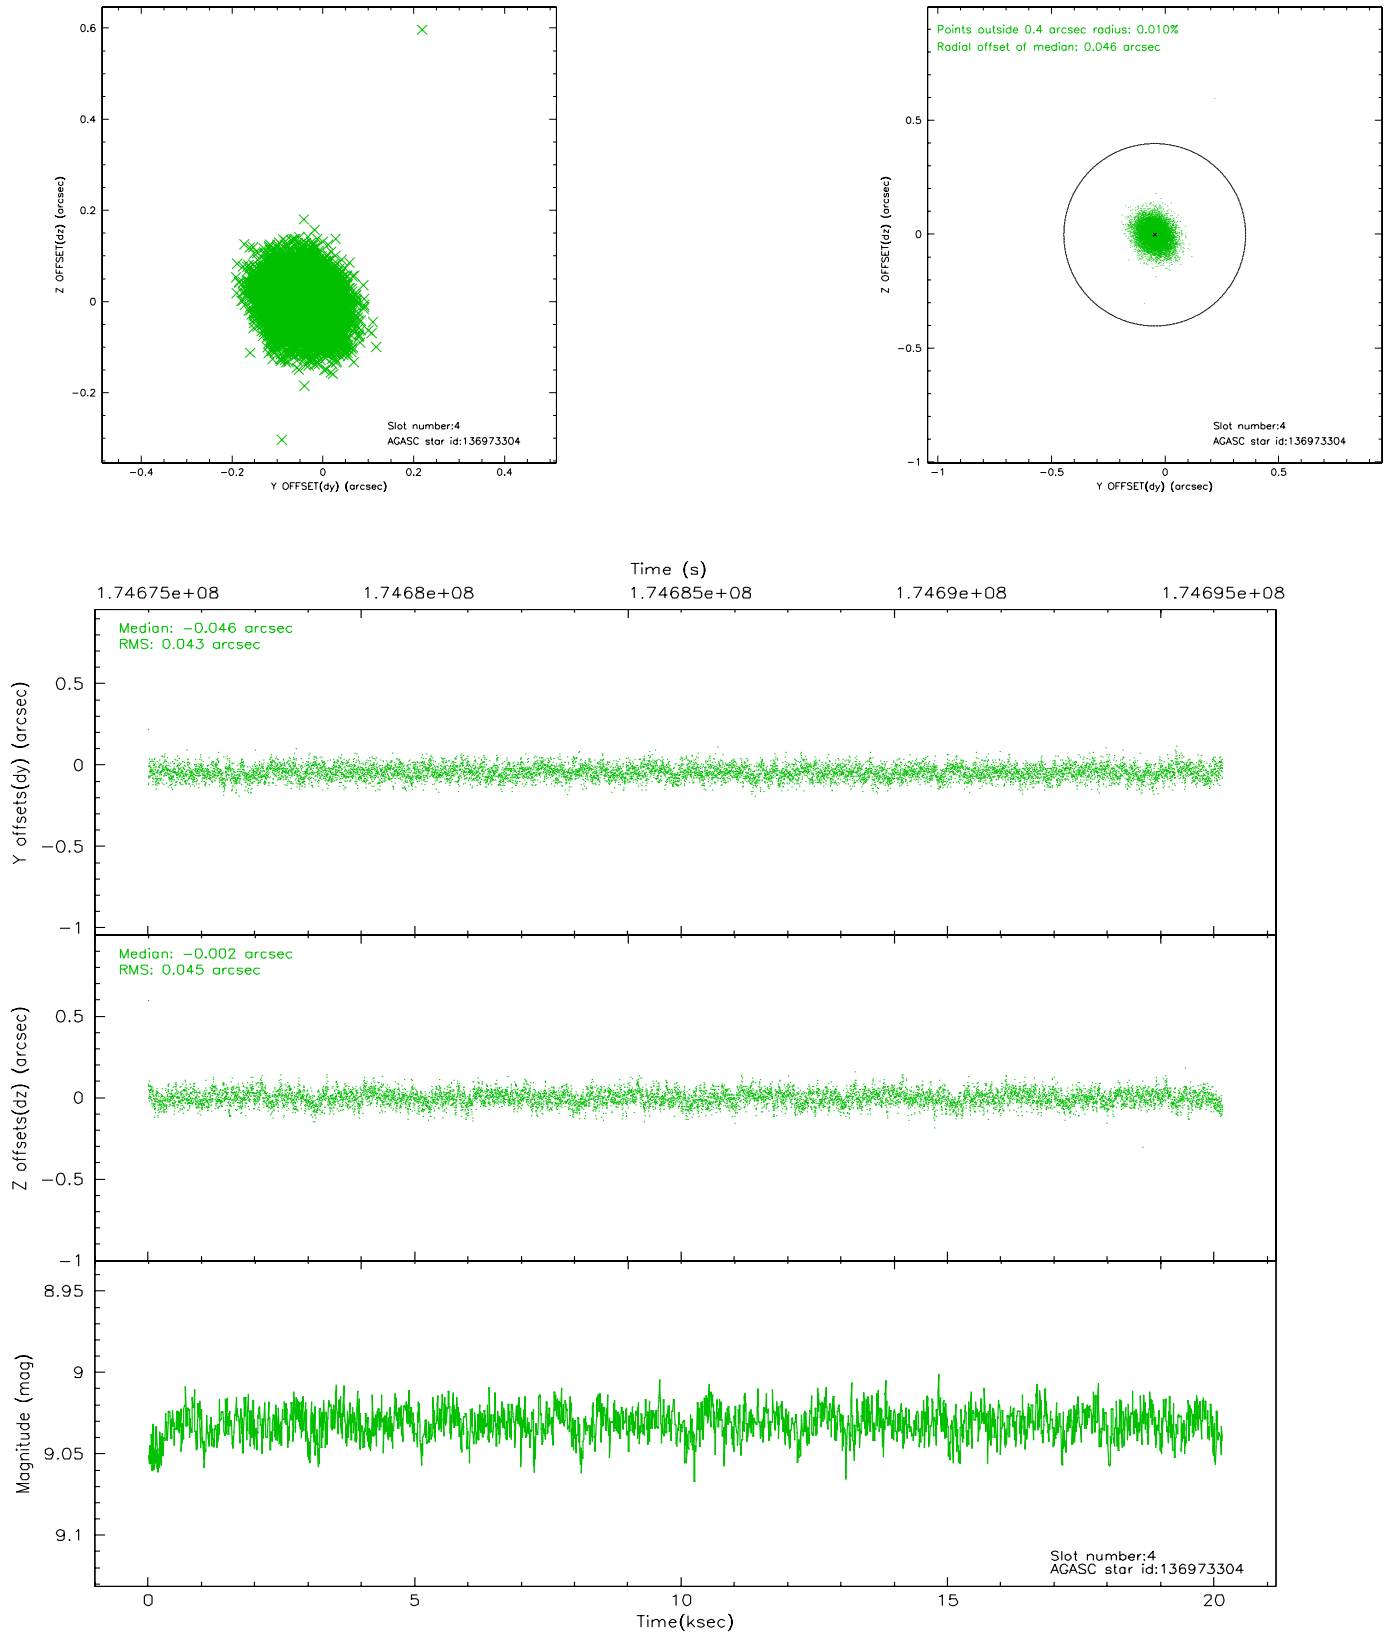 0.6
0.4
0.2
0
−0.2
Z OFFSET(dz) (arcsec)
Slot number:4
AGASC star id:136973304
−0.4 −0.2 0 0.2 0.4
Y OFFSET(dy) (arcsec)
Points outside 0.4 arcsec radius: 0.010%
Radial offset of median: 0.046 arcsec
0.5
0
−0.5
−1
Z OFFSET(dz) (arcsec)
Slot number:4
AGASC star id:136973304
−1 −0.5 0 0.5
Y OFFSET(dy) (arcsec)
Time (s)
1.74675e+08 1.7468e+08 1.74685e+08 1.7469e+08 1.74695e+08
Median: −0.046 arcsec
RMS: 0.043 arcsec
0.5
0
−0.5
−1
Y offsets(dy) (arcsec)
Median: −0.002 arcsec
RMS: 0.045 arcsec
0.5
0
−0.5
−1
Z offsets(dz) (arcsec)
8.95
9
9.05
9.1
Magnitude (mag)
Slot number:4
AGASC star id:136973304
0 5 10 15 20
Time(ksec)